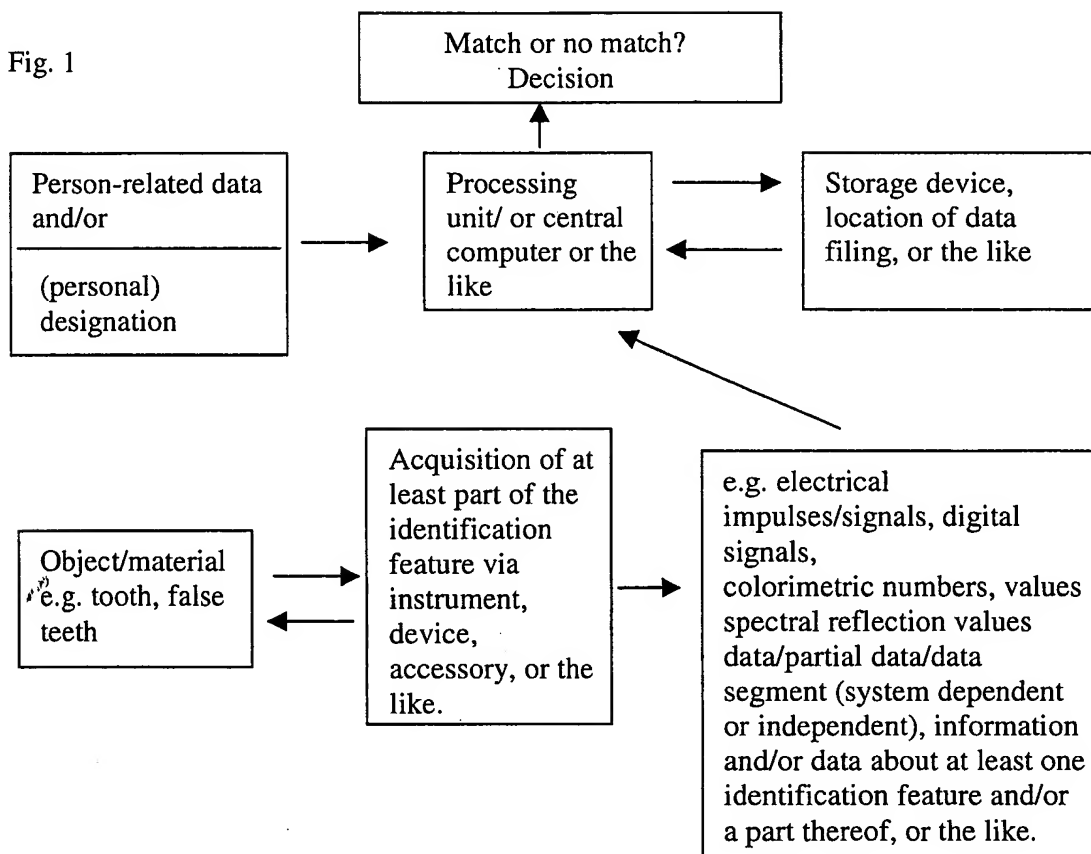 Fig. 1
Match or no match?
Decision
Person-related data
and/or
(personal)
designation
Processing
unit/ or central
computer or the
like
Storage device,
location of data
filing, or the like
Object/material
e.g. tooth, false
teeth
Acquisition of at
least part of the
identification
feature via
instrument,
device,
accessory, or the
like.
e.g. electrical
impulses/signals, digital
signals,
colorimetric numbers, values
spectral reflection values
data/partial data/data
segment (system dependent
or independent), information
and/or data about at least one
identification feature and/or
a part thereof, or the like.